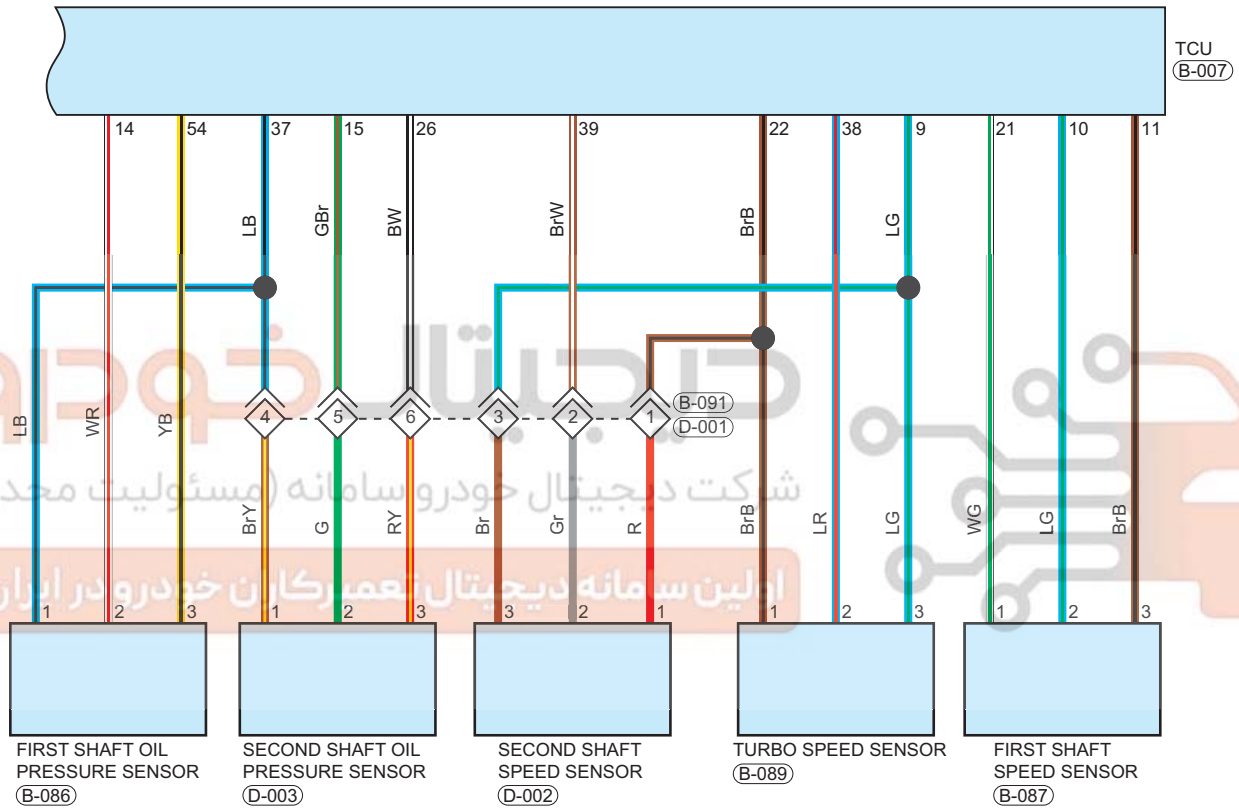 TCU
B-007
14 54 37 15 26 39 22 38 9 21 10 11
LB GBr BW BrW BrB LG
دیجیتال خودرو
LB WR YB
4 5 6 3 2 1
B-091
D-001
شرکت دیجیتال خودرو سامانه (مسئولیت محد
BrY G RY Br Gr R BrB LR LG WG LG BrB
اولین سامانه دیجیتال تعمیرکاران خودرو در ایران
1 2 3 1 2 3 3 2 1 1 2 3 1 2 3
FIRST SHAFT OIL
PRESSURE SENSOR
B-086
SECOND SHAFT OIL
PRESSURE SENSOR
D-003
SECOND SHAFT
SPEED SENSOR
D-002
TURBO SPEED SENSOR
B-089
FIRST SHAFT
SPEED SENSOR
B-087